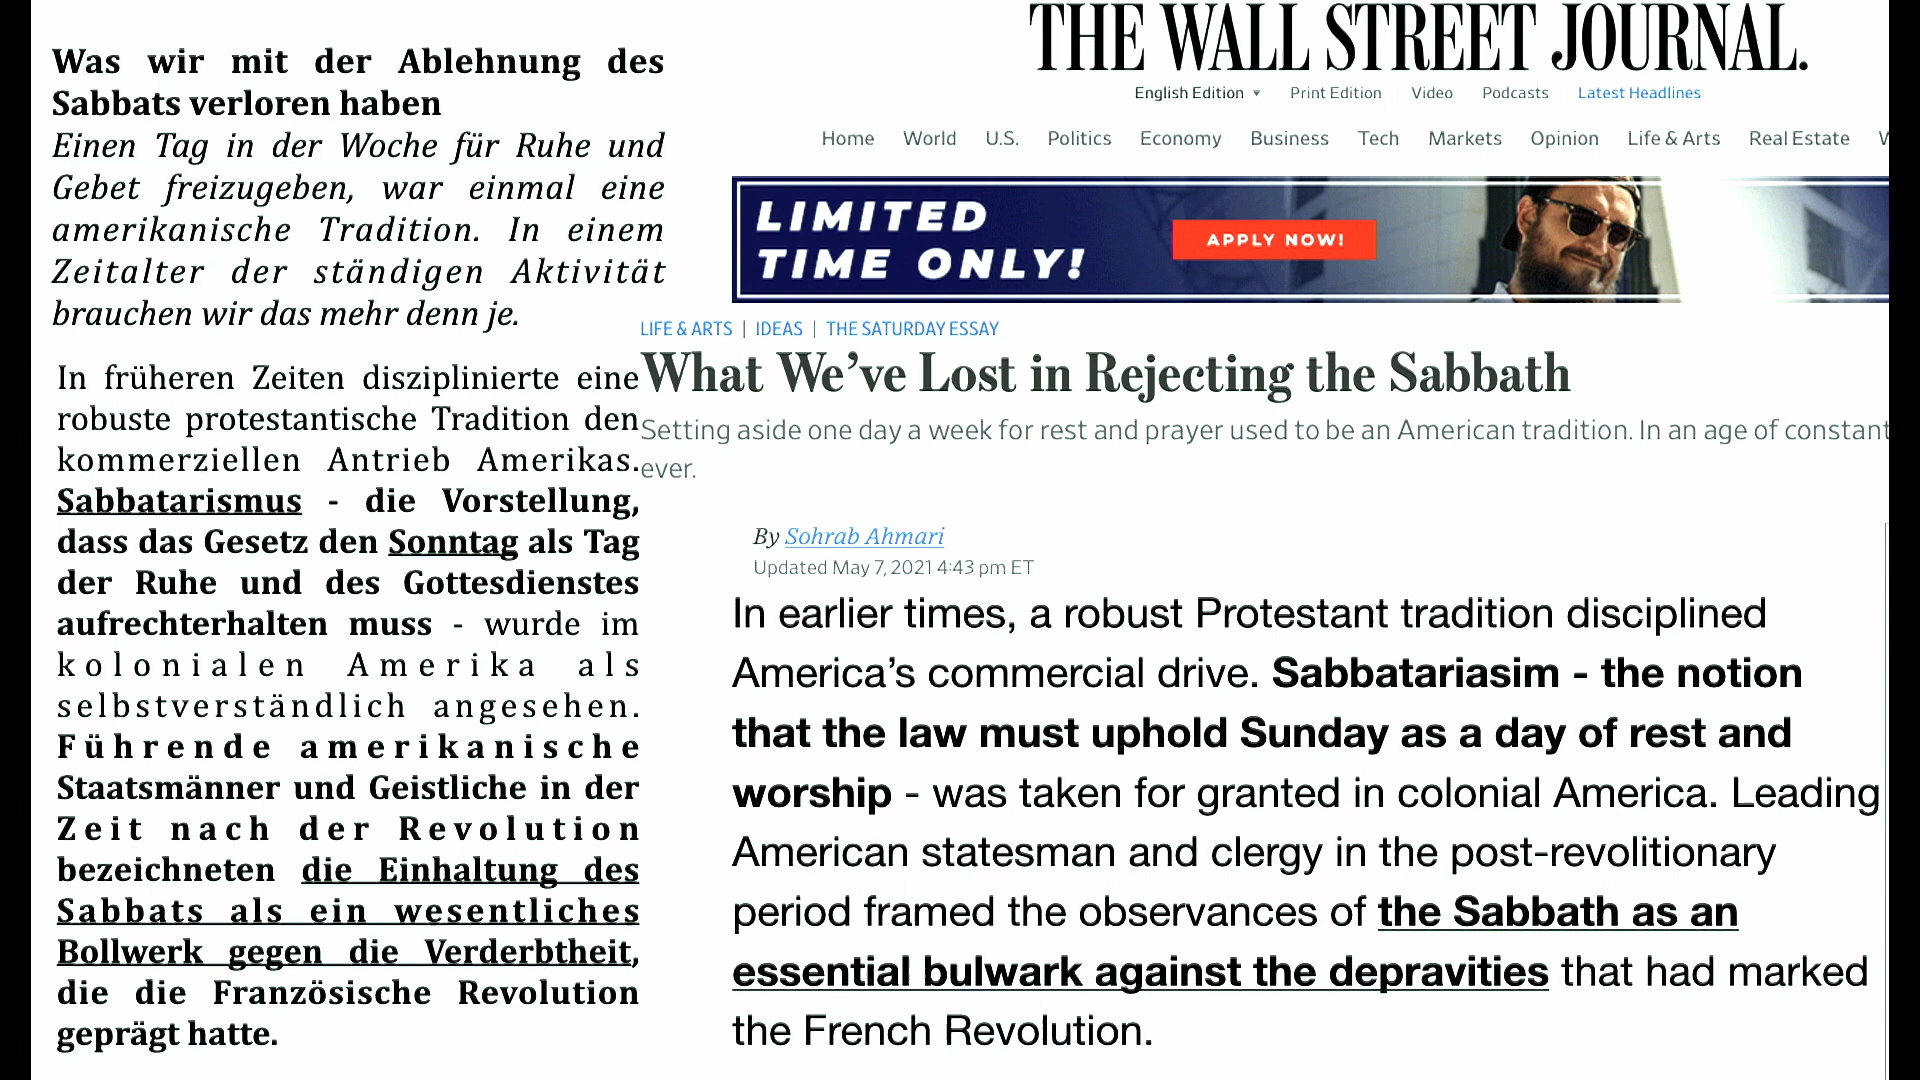 Was wir mit der Ablehnung des
Sabbats verloren haben
Einen Tag in der Woche für Ruhe und
Gebet freizugeben, war einmal eine
amerikanische Tradition. In einem
Zeitalter der ständigen Aktivität
brauchen wir das mehr denn je.
In früheren Zeiten disziplinierte eine
robuste protestantische Tradition den
kommerziellen Antrieb Amerikas.
Sabbatarismus - die Vorstellung,
dass das Gesetz den Sonntag als Tag
der Ruhe und des Gottesdienstes
aufrechterhalten muss - wurde im
kolonialen Amerika als
selbstverständlich angesehen.
Führende amerikanische
Staatsmänner und Geistliche in der
Zeit nach der Revolution
bezeichneten die Einhaltung des
Sabbats als ein wesentliches
Bollwerk gegen die Verderbtheit,
die die Französische Revolution
geprägt hatte.
THE WALL STREET JOURNAL.
English Edition Print Edition Video Podcasts Latest Headlines
Home World U.S. Politics Economy Business Tech Markets Opinion Life & Arts Real Estate
LIMITED
TIME ONLY!
APPLY NOW!
LIFE & ARTS | IDEAS | THE SATURDAY ESSAY
What We've Lost in Rejecting the Sabbath
Setting aside one day a week for rest and prayer used to be an American tradition. In an age of constant
ever.
By Sohrab Ahmari
Updated May 7, 2021 4:43 pm ET
In earlier times, a robust Protestant tradition disciplined
America's commercial drive. Sabbatariasim - the notion
that the law must uphold Sunday as a day of rest and
worship - was taken for granted in colonial America. Leading
American statesman and clergy in the post-revolitionary
period framed the observances of the Sabbath as an
essential bulwark against the depravities that had marked
the French Revolution.